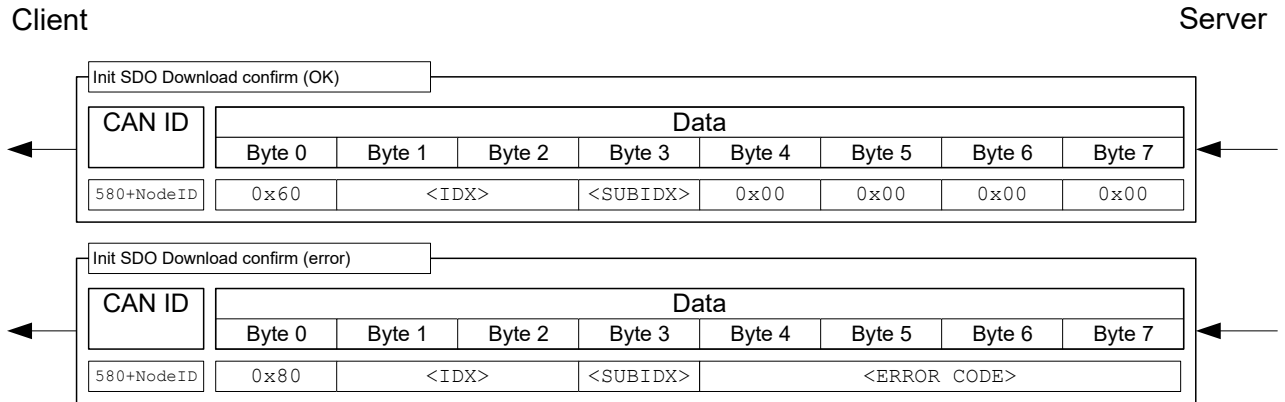 Client Server
Init SDO Download confirm (OK)
CAN ID Data
Byte 0 Byte 1 Byte 2 Byte 3 Byte 4 Byte 5 Byte 6 Byte 7
580+NodeID 0x60 <IDX> <SUBIDX> 0x00 0x00 0x00 0x00
Init SDO Download confirm (error)
CAN ID Data
Byte 0 Byte 1 Byte 2 Byte 3 Byte 4 Byte 5 Byte 6 Byte 7
580+NodeID 0x80 <IDX> <SUBIDX> <ERROR CODE>